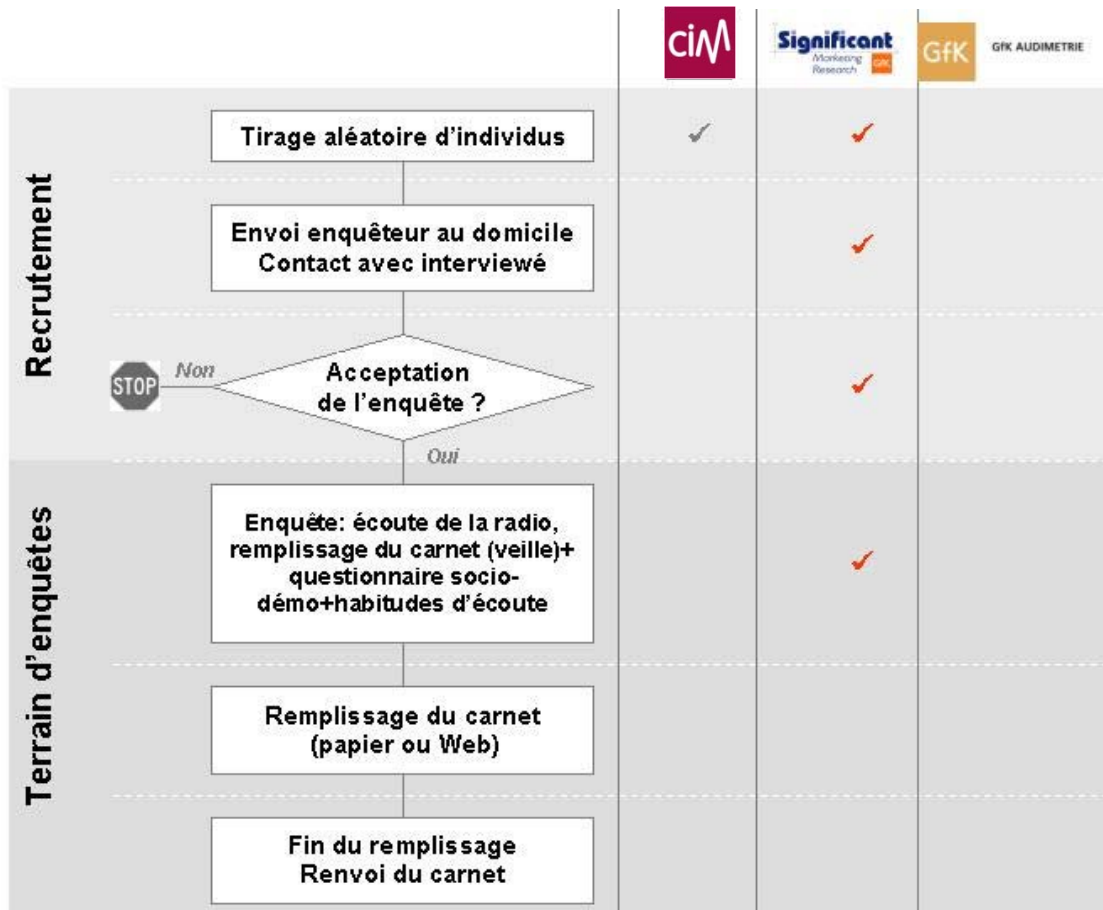 CiM
Significant
Marketing
Research
GfK
GfK
GfK AUDIMETRIE
Recrutement
Tirage aléatoire d'individus
Envoi enquêteur au domicile
Contact avec interviewé
STOP
Non
Acceptation
de l'enquête ?
Oui
Terrain d'enquêtes
Enquête: écoute de la radio,
remplissage du carnet (veille)+
questionnaire socio-
démo+habitudes d'écoute
Remplissage du carnet
(papier ou Web)
Fin du remplissage
Renvoi du carnet